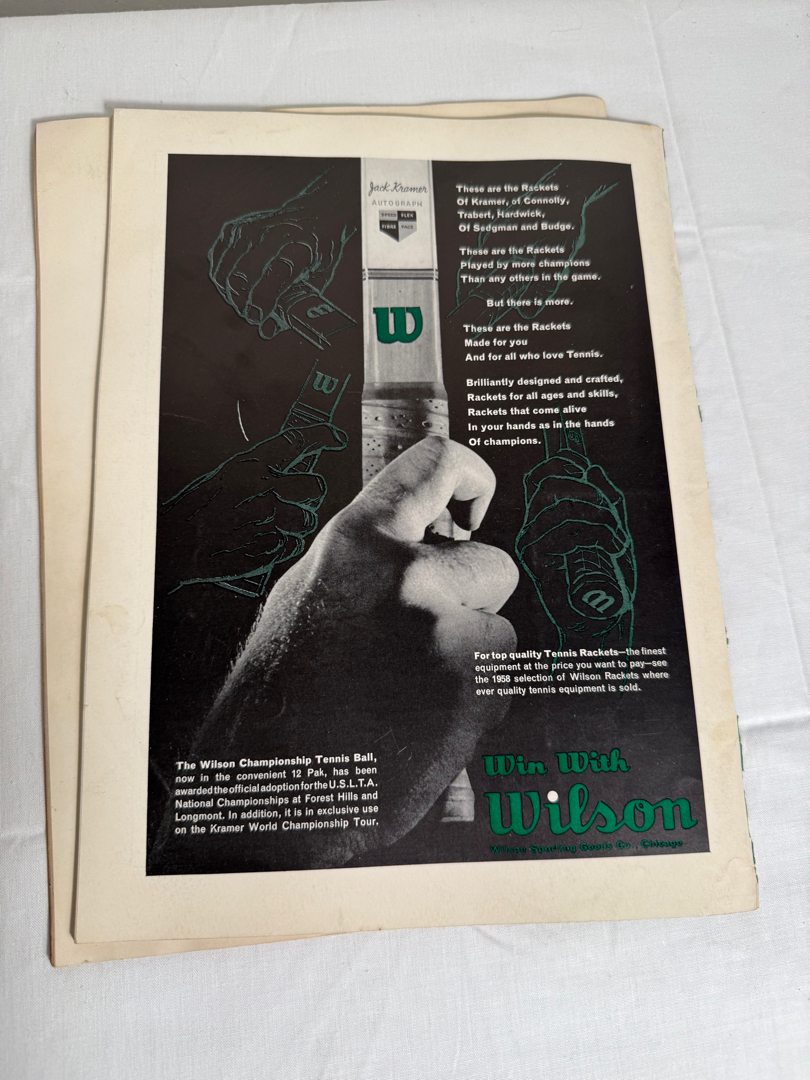 Jack Kramer
AUTOGRAPH
SPEED FLEX
FIBRE FACE
W
W
W
W
These are the Rackets
Of Kramer, of Connolly,
Trabert, Hardwick,
Of Sedgman and Budge.
These are the Rackets
Played by more champions
Than any others in the game.
But there is more.
These are the Rackets
Made for you
And for all who love Tennis.
Brilliantly designed and crafted,
Rackets for all ages and skills,
Rackets that come alive
In your hands as in the hands
Of champions.
For top quality Tennis Rackets—the finest
equipment at the price you want to pay—see
the 1958 selection of Wilson Rackets where
ever quality tennis equipment is sold.
The Wilson Championship Tennis Ball,
now in the convenient 12 Pak, has been
awarded the official adoption for the U.S.L.T.A.
National Championships at Forest Hills and
Longmont. In addition, it is in exclusive use
on the Kramer World Championship Tour.
Win With
Wilson
Wilson Sporting Goods Co., Chicago